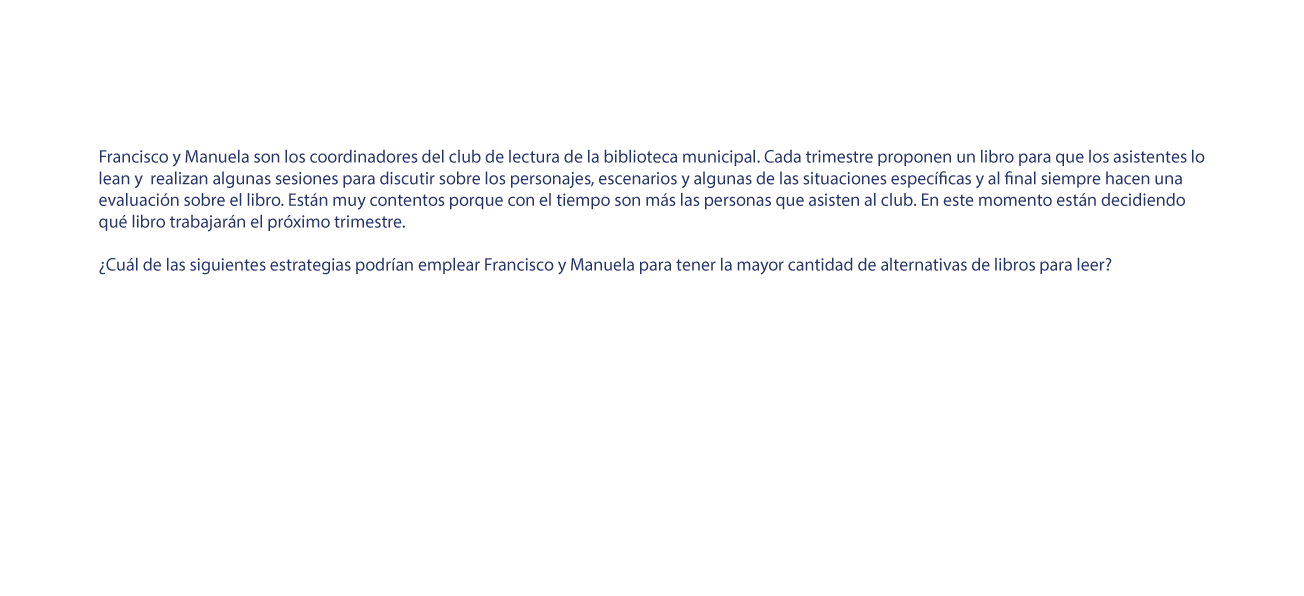 Francisco y Manuela son los coordinadores del club de lectura de la biblioteca municipal. Cada trimestre proponen un libro para que los asistentes lo
lean y  realizan algunas sesiones para discutir sobre los personajes, escenarios y algunas de las situaciones específicas y al final siempre hacen una
evaluación sobre el libro. Están muy contentos porque con el tiempo son más las personas que asisten al club. En este momento están decidiendo
qué libro trabajarán el próximo trimestre.
¿Cuál de las siguientes estrategias podrían emplear Francisco y Manuela para tener la mayor cantidad de alternativas de libros para leer?